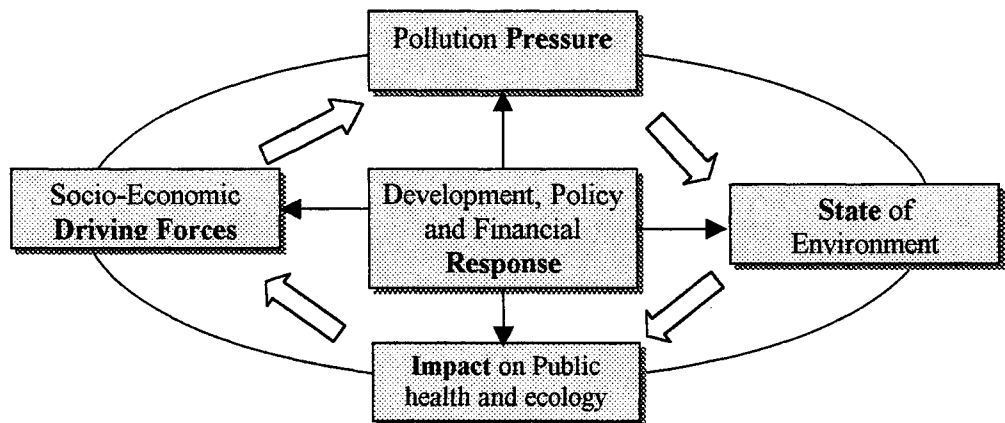 Pollution Pressure
Socio-Economic
Driving Forces
Development, Policy
and Financial
Response
State of
Environment
Impact on Public
health and ecology